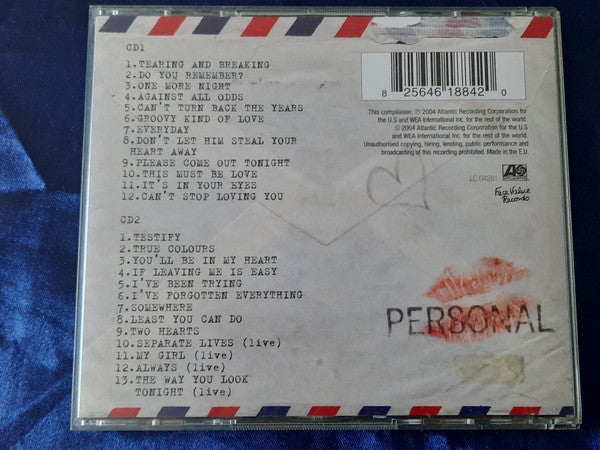 CD1
1.TEARING AND BREAKING
2.DO YOU REMEMBER?
3.ONE MORE NIGHT
4.AGAINST ALL ODDS
5.CAN'T TURN BACK THE YEARS
6.GROOVY KIND OF LOVE
7.EVERYDAY
8.DON'T LET HIM STEAL YOUR
HEART AWAY
9.PLEASE COME OUT TONIGHT
10.THIS MUST BE LOVE
11.IT'S IN YOUR EYES
12.CAN'T STOP LOVING YOU
CD2
1.TESTIFY
2.TRUE COLOURS
3.YOU'LL BE IN MY HEART
4.IF LEAVING ME IS EASY
5.I'VE BEEN TRYING
6.I'VE FORGOTTEN EVERYTHING
7.SOMEWHERE
8.LEAST YOU CAN DO
9.TWO HEARTS
10.SEPARATE LIVES (live)
11.MY GIRL (live)
12.ALWAYS (live)
13.THE WAY YOU LOOK
TONIGHT (live)
8 25646 18842 0
This compilation: ℗ 2004 Atlantic Recording Corporation for
the U.S and WEA International Inc. for the rest of the world.
© 2004 Atlantic Recording Corporation for the U.S
and WEA International Inc. for the rest of the world.
Unauthorised copying, hiring, lending, public performance and
broadcasting of this recording prohibited. Made in the E.U.
LC 04281
ATLANTIC
Face Value
Records
PERSONAL